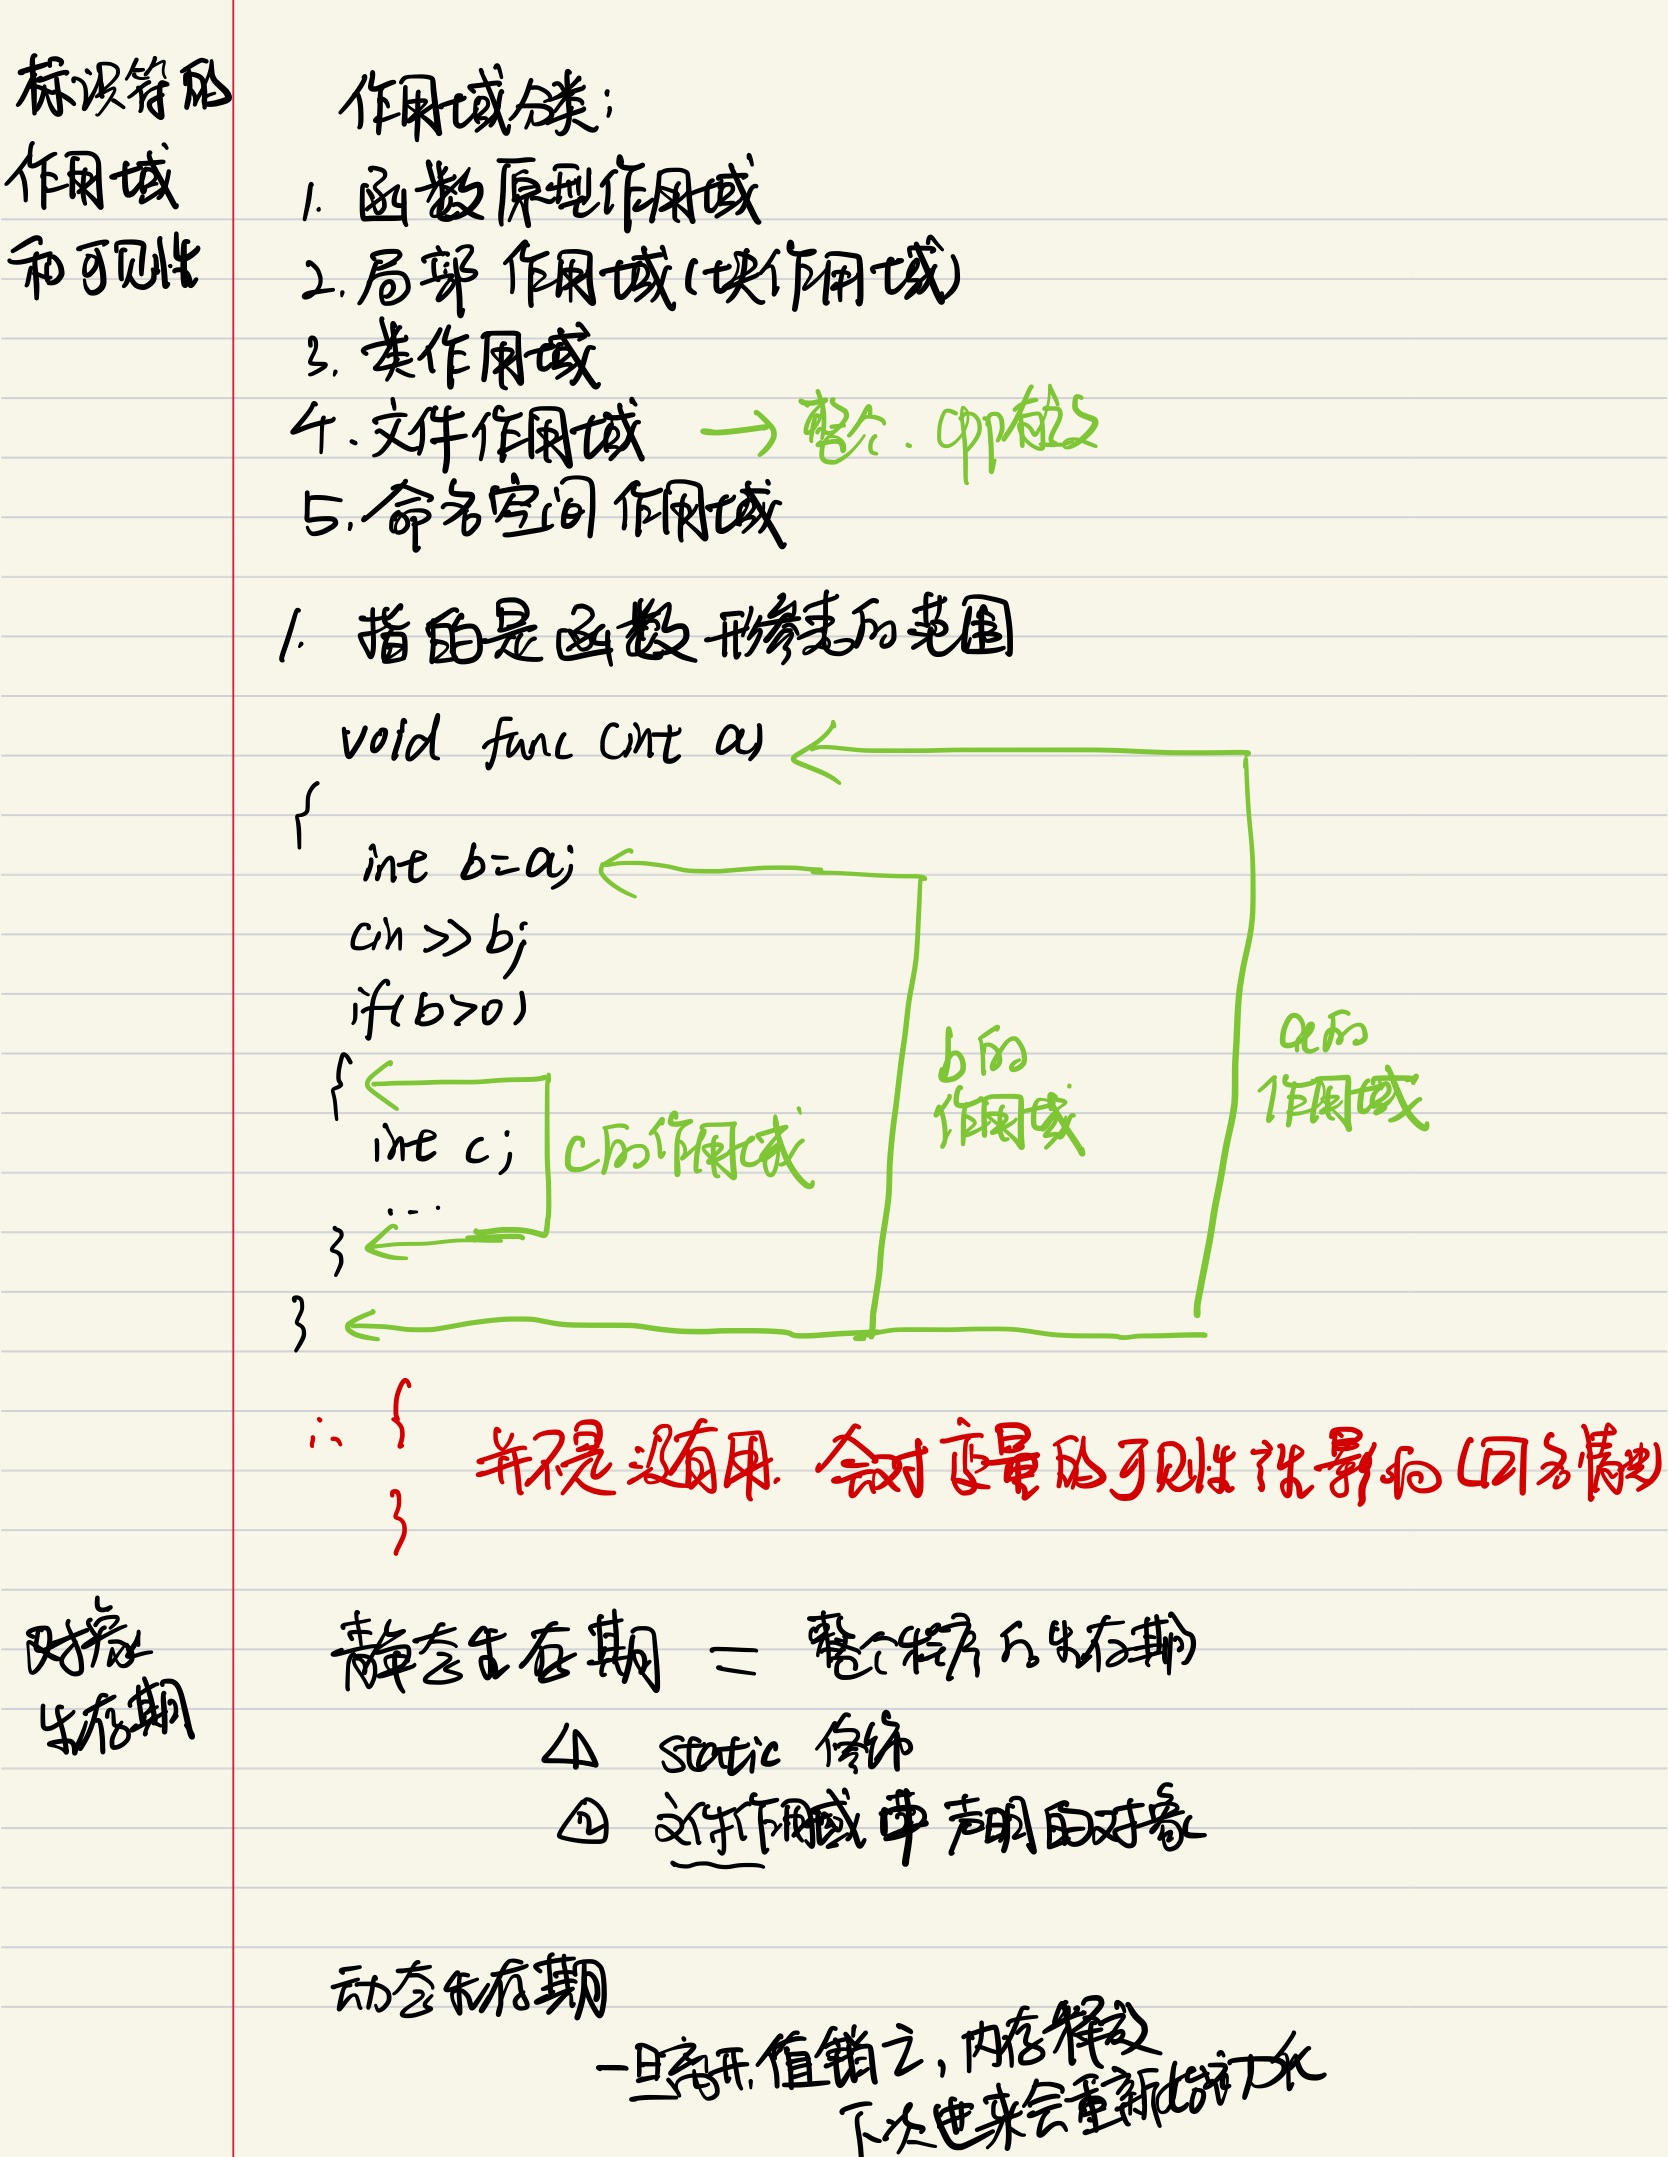 标识符的
作用域
和可见性
作用域分类:
1. 函数原型作用域
2. 局部作用域(块作用域)
3. 类作用域
4. 文件作用域 → 整个.cpp有效
5. 命名空间作用域
1. 指的是函数形参表的范围
void func (int a)
{
int b=a;
cin >> b;
if(b>0)
{
int c;
...
}
}
c的作用域
b的
作用域
a的
作用域
∴ {
并不是没有用. 会对变量的可见性产生影响(同名情况)
}
对象
生存期
静态生存期 = 整个程序的生存期
① static 修饰
② 文件作用域中声明的对象
动态生存期
一旦离开,值销亡,内存释放
下次再来会重新